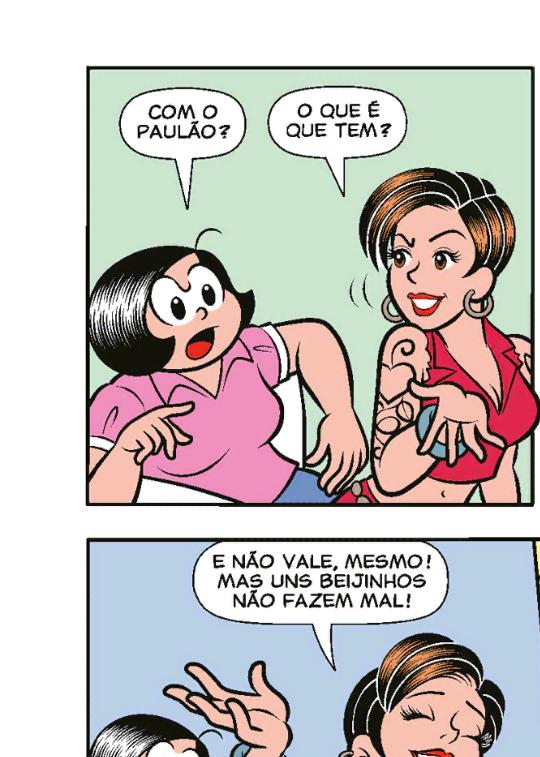 COM O
PAULÃO?
O QUE É
QUE TEM?
E NÃO VALE, MESMO!
MAS UNS BEIJINHOS
NÃO FAZEM MAL!